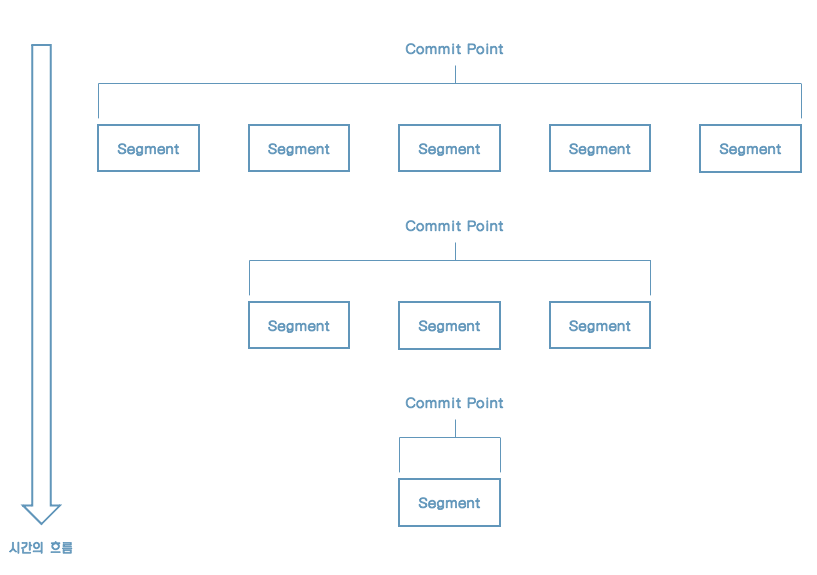 Commit Point
Segment Segment Segment Segment Segment
Commit Point
Segment Segment Segment
Commit Point
Segment
시간의 흐름